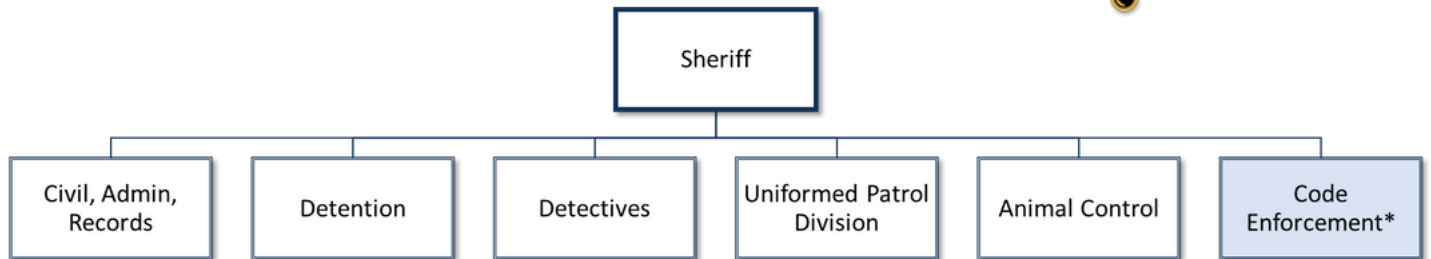 Sheriff
Civil, Admin,
Records
Detention
Detectives
Uniformed Patrol
Division
Animal Control
Code
Enforcement*